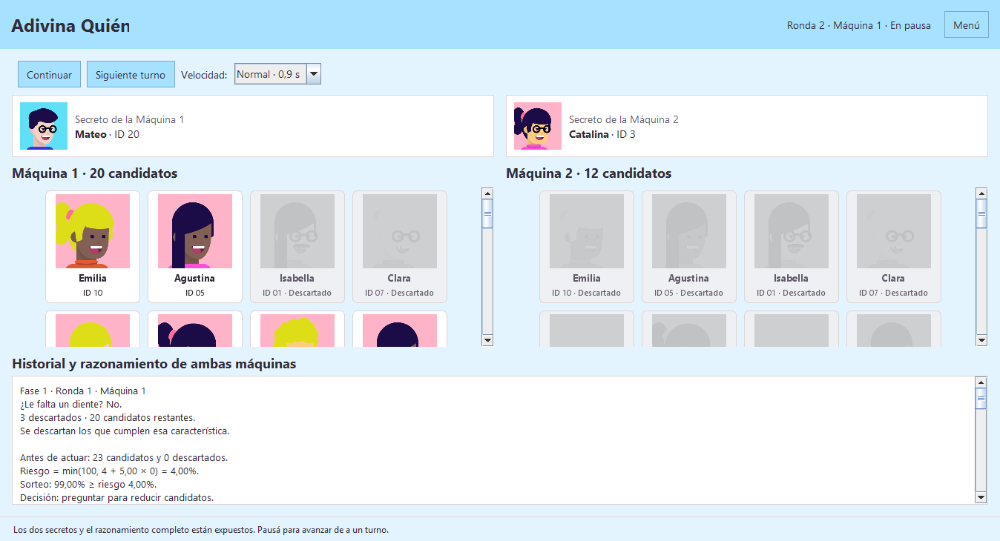 Adivina Quién
Ronda 2 · Máquina 1 · En pausa
Menú
Continuar
Siguiente turno
Velocidad:
Normal · 0,9 s
Secreto de la Máquina 1
Mateo · ID 20
Secreto de la Máquina 2
Catalina · ID 3
Máquina 1 · 20 candidatos
Emilia
ID 10
Agustina
ID 05
Isabella
ID 01 · Descartado
Clara
ID 07 · Descartado
Máquina 2 · 12 candidatos
Emilia
ID 10 · Descartado
Agustina
ID 05 · Descartado
Isabella
ID 01 · Descartado
Clara
ID 07 · Descartado
Historial y razonamiento de ambas máquinas
Fase 1 · Ronda 1 · Máquina 1
¿Le falta un diente? No.
3 descartados · 20 candidatos restantes.
Se descartan los que cumplen esa característica.
Antes de actuar: 23 candidatos y 0 descartados.
Riesgo = min(100, 4 + 5,00 × 0) = 4,00%.
Sorteo: 99,00% ≥ riesgo 4,00%.
Decisión: preguntar para reducir candidatos.
Los dos secretos y el razonamiento completo están expuestos. Pausá para avanzar de a un turno.